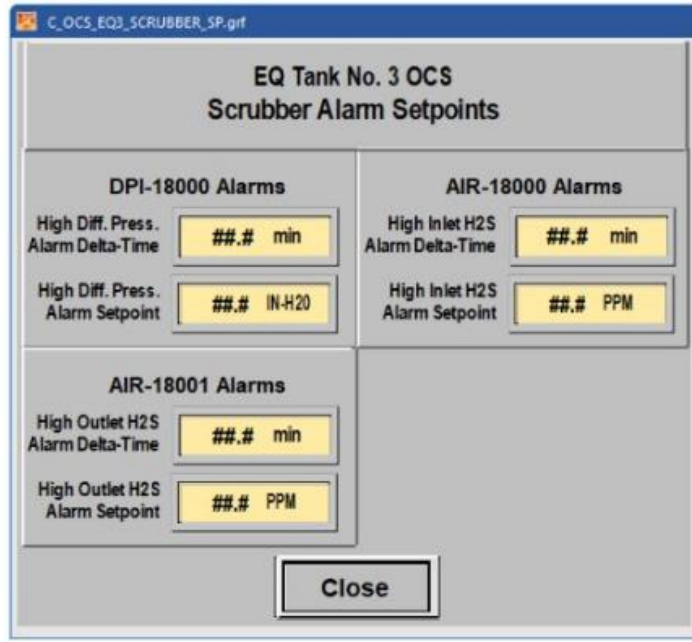 C_OCS_EQ3_SCRUBBER_SP.grf
EQ Tank No. 3 OCS
Scrubber Alarm Setpoints
DPI-18000 Alarms
High Diff. Press.
Alarm Delta-Time
##.# min
High Diff. Press.
Alarm Setpoint
##.# IN-H20
AIR-18000 Alarms
High Inlet H2S
Alarm Delta-Time
##.# min
High Inlet H2S
Alarm Setpoint
##.# PPM
AIR-18001 Alarms
High Outlet H2S
Alarm Delta-Time
##.# min
High Outlet H2S
Alarm Setpoint
##.# PPM
Close